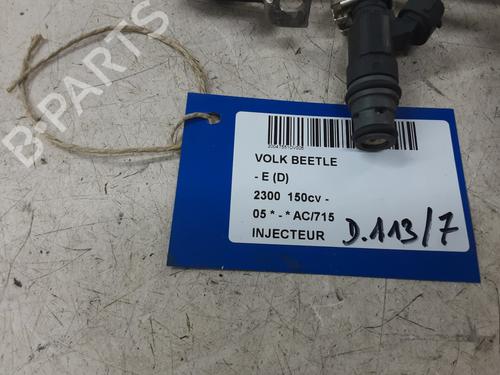 B-PARTS
VOLK BEETLE
- E (D)
2300 150cv -
05 * - * AC/715
INJECTEUR D.113/7